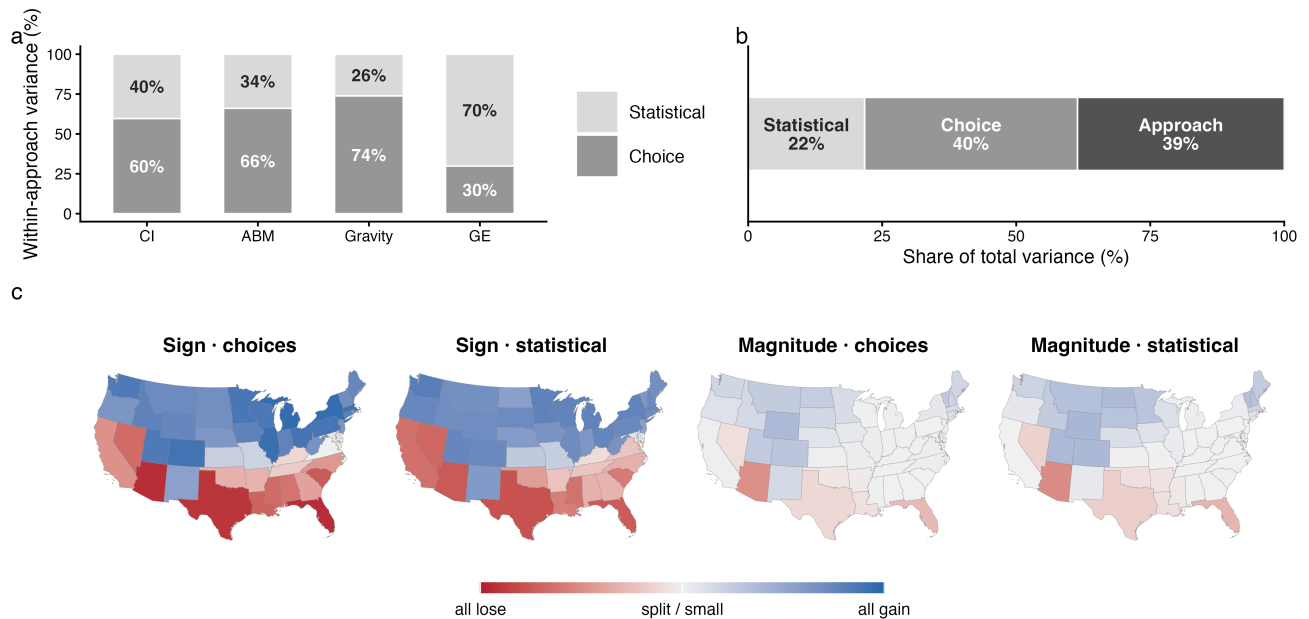 a
Within-approach variance (%)
100
75
50
25
0
40%
34%
26%
70%
60%
66%
74%
30%
CI
ABM
Gravity
GE
Statistical
Choice
b
Statistical
22%
Choice
40%
Approach
39%
0
25
50
75
100
Share of total variance (%)
c
Sign · choices
Sign · statistical
Magnitude · choices
Magnitude · statistical
all lose
split / small
all gain